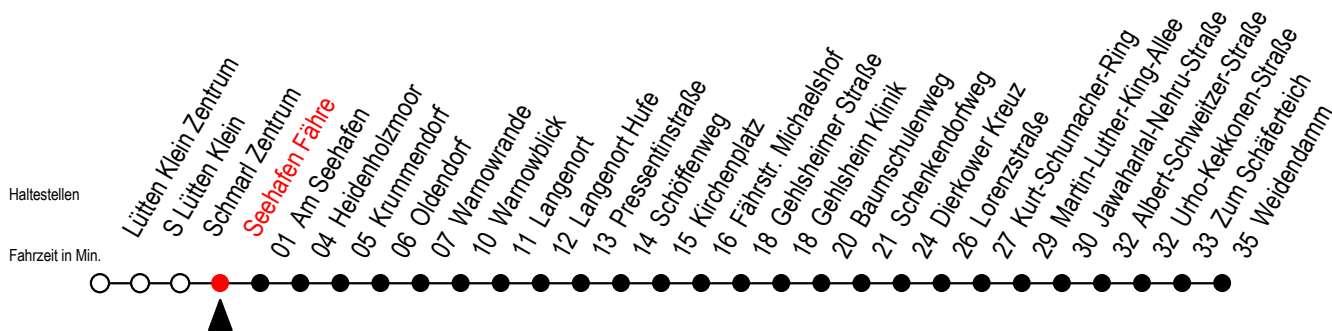 Haltestellen
Fahrzeit in Min.
Lütten Klein Zentrum
S Lütten Klein
Schmarl Zentrum
Seehafen Fähre
01 Am Seehafen
04 Heidenholzmoor
05 Krummendorf
06 Oldendorf
07 Warnowrande
10 Warnowblick
11 Langenort
12 Langenort Hufe
13 Pressentinstraße
14 Schöffenweg
15 Kirchenplatz
16 Fährstr. Michaelshof
18 Gehlsheimer Straße
18 Gehlsheim Klinik
20 Baumschulenweg
21 Schenkendorfweg
24 Dierkower Kreuz
26 Lorenzstraße
27 Kurt-Schumacher-Ring
29 Martin-Luther-King-Allee
30 Jawaharlal-Nehru-Straße
32 Albert-Schweitzer-Straße
32 Urho-Kekkonen-Straße
33 Zum Schäferteich
35 Weidendamm